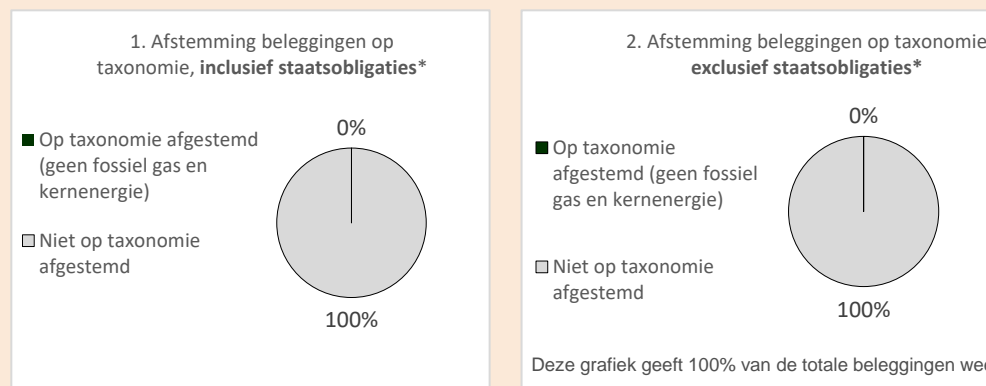 1. Afstemming beleggingen op
taxonomie, inclusief staatsobligaties*
Op taxonomie afgestemd
(geen fossiel gas en
kernenergie)
Niet op taxonomie
afgestemd
0%
100%
2. Afstemming beleggingen op taxonomie
exclusief staatsobligaties*
Op taxonomie
afgestemd (geen fossiel
gas en kernenergie)
Niet op taxonomie
afgestemd
0%
100%
Deze grafiek geeft 100% van de totale beleggingen